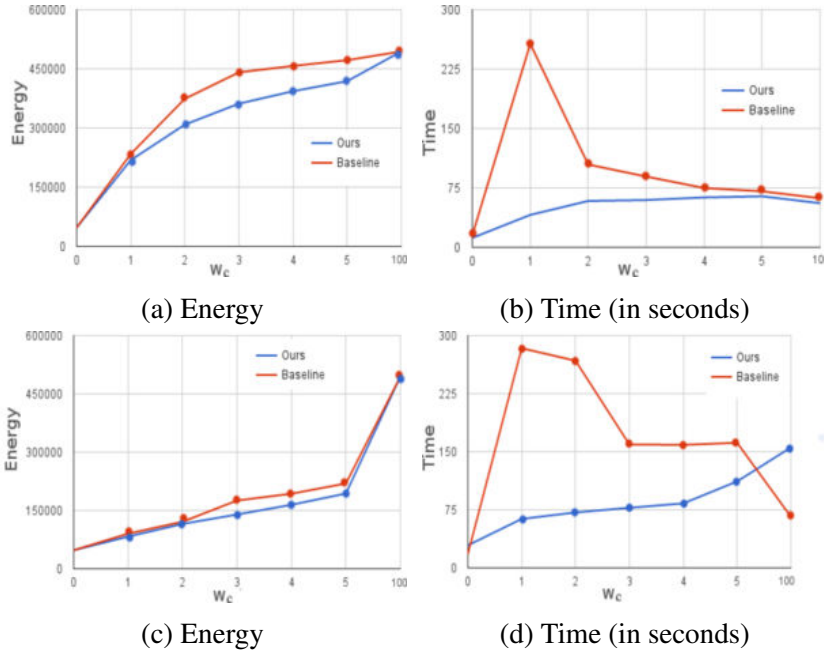 600000
450000
300000
150000
0
Energy
Ours
Baseline
0 1 2 3 4 5 100
Wc
(a) Energy
300
225
150
75
0
Time
Ours
Baseline
0 1 2 3 4 5 10
Wc
(b) Time (in seconds)
600000
450000
300000
150000
0
Energy
Ours
Baseline
0 1 2 3 4 5 100
Wc
(c) Energy
300
225
150
75
0
Time
Ours
Baseline
0 1 2 3 4 5 100
Wc
(d) Time (in seconds)